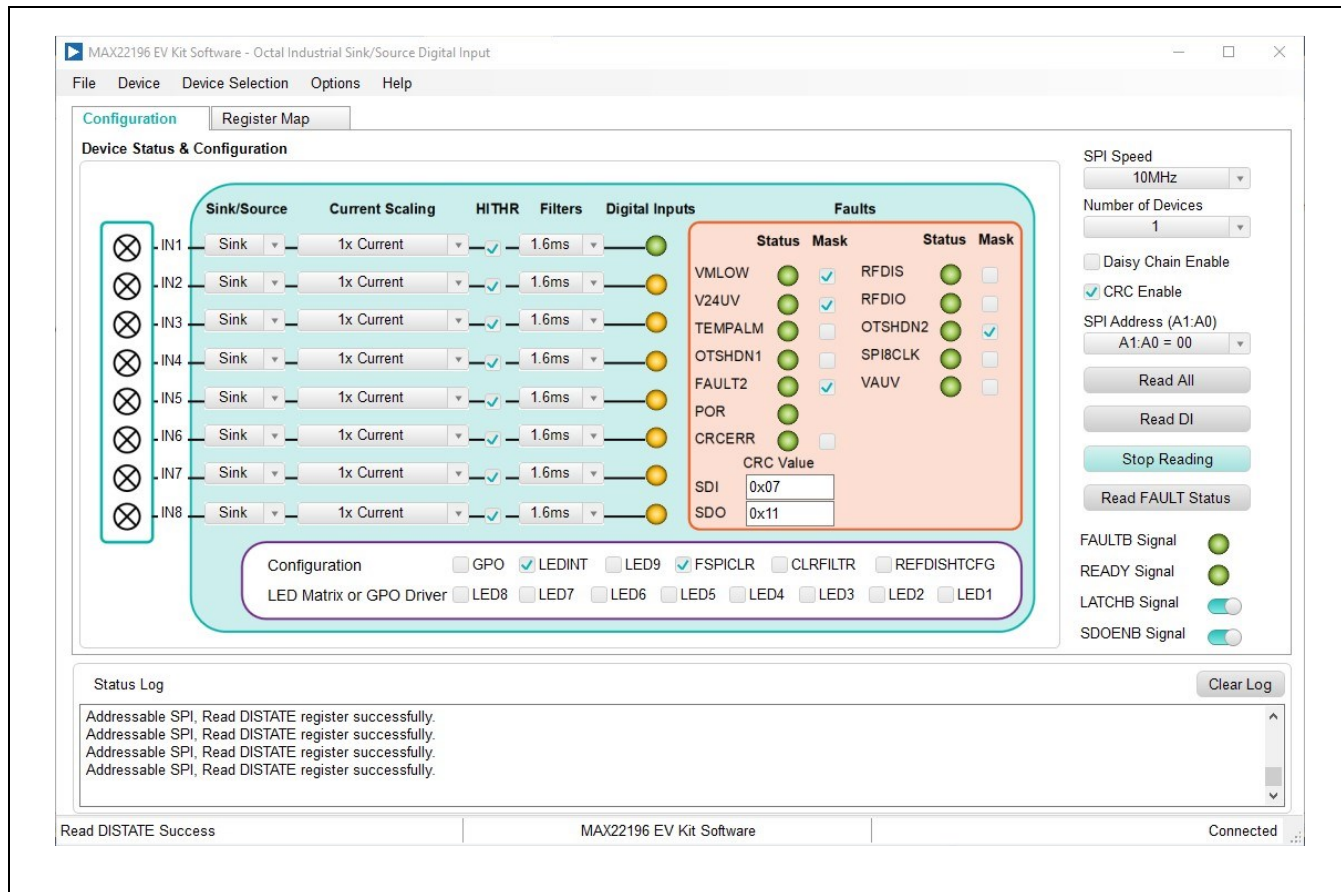 MAX22196 EV Kit Software - Octal Industrial Sink/Source Digital Input
File Device Device Selection Options Help
Configuration Register Map
Device Status & Configuration
Sink/Source Current Scaling HITHR Filters Digital Inputs Faults
IN1 Sink 1x Current 1.6ms
IN2 Sink 1x Current 1.6ms
IN3 Sink 1x Current 1.6ms
IN4 Sink 1x Current 1.6ms
IN5 Sink 1x Current 1.6ms
IN6 Sink 1x Current 1.6ms
IN7 Sink 1x Current 1.6ms
IN8 Sink 1x Current 1.6ms
Status Mask Status Mask
VMLOW RFDIS
V24UV RFDIO
TEMPALM OTSHDN2
OTSHDN1 SPI8CLK
FAULT2 VAUV
POR
CRCERR
CRC Value
SDI 0x07
SDO 0x11
Configuration GPO LEDINT LED9 FSPICLR CLRFILTR REFDISHTCFG
LED Matrix or GPO Driver LED8 LED7 LED6 LED5 LED4 LED3 LED2 LED1
SPI Speed
10MHz
Number of Devices
1
Daisy Chain Enable
CRC Enable
SPI Address (A1:A0)
A1:A0 = 00
Read All
Read DI
Stop Reading
Read FAULT Status
FAULTB Signal
READY Signal
LATCHB Signal
SDOENB Signal
Status Log Clear Log
Addressable SPI, Read DISTATE register successfully.
Addressable SPI, Read DISTATE register successfully.
Addressable SPI, Read DISTATE register successfully.
Addressable SPI, Read DISTATE register successfully.
Read DISTATE Success MAX22196 EV Kit Software Connected